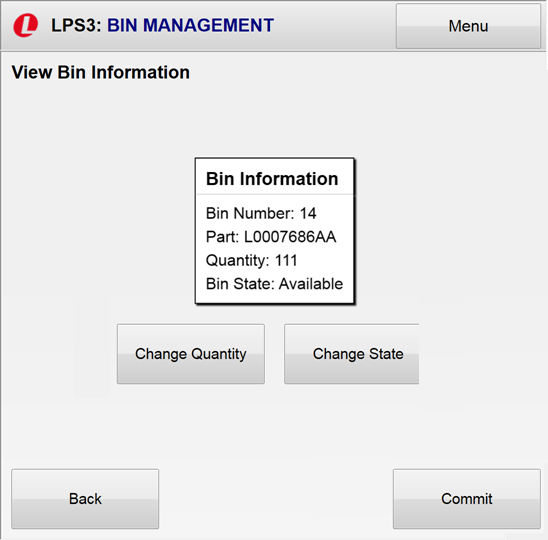 LPS3: BIN MANAGEMENT
Menu
View Bin Information
Bin Information
Bin Number: 14
Part: L0007686AA
Quantity: 111
Bin State: Available
Change Quantity
Change State
Back
Commit